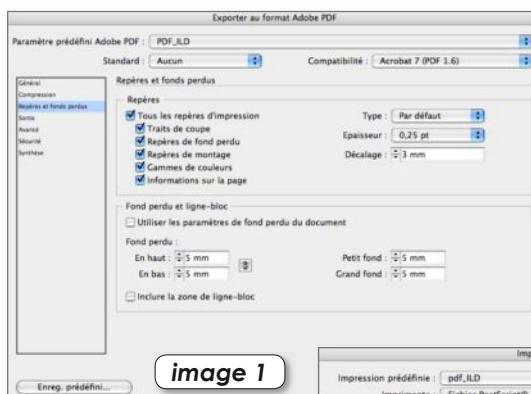 Exporter au format Adobe PDF
Paramètre prédéfini Adobe PDF : PDF_ILD
Standard : Aucun Compatibilité : Acrobat 7 (PDF 1.6)
Général
Compression
Repères et fonds perdus
Sortie
Avancé
Sécurité
Synthèse
Repères et fonds perdus
Repères
Tous les repères d'impression
Traits de coupe
Repères de fond perdu
Repères de montage
Gammes de couleurs
Informations sur la page
Type : Par défaut
Epaisseur : 0,25 pt
Décalage : 3 mm
Fond perdu et ligne-bloc
Utiliser les paramètres de fond perdu du document
Fond perdu :
En haut : 5 mm Petit fond : 5 mm
En bas : 5 mm Grand fond : 5 mm
Inclure la zone de ligne-bloc
Enreg. prédéfini...
image 1
Imp
Impression prédéfinie : pdf_ILD
Imprimante : Fichier PostScript®